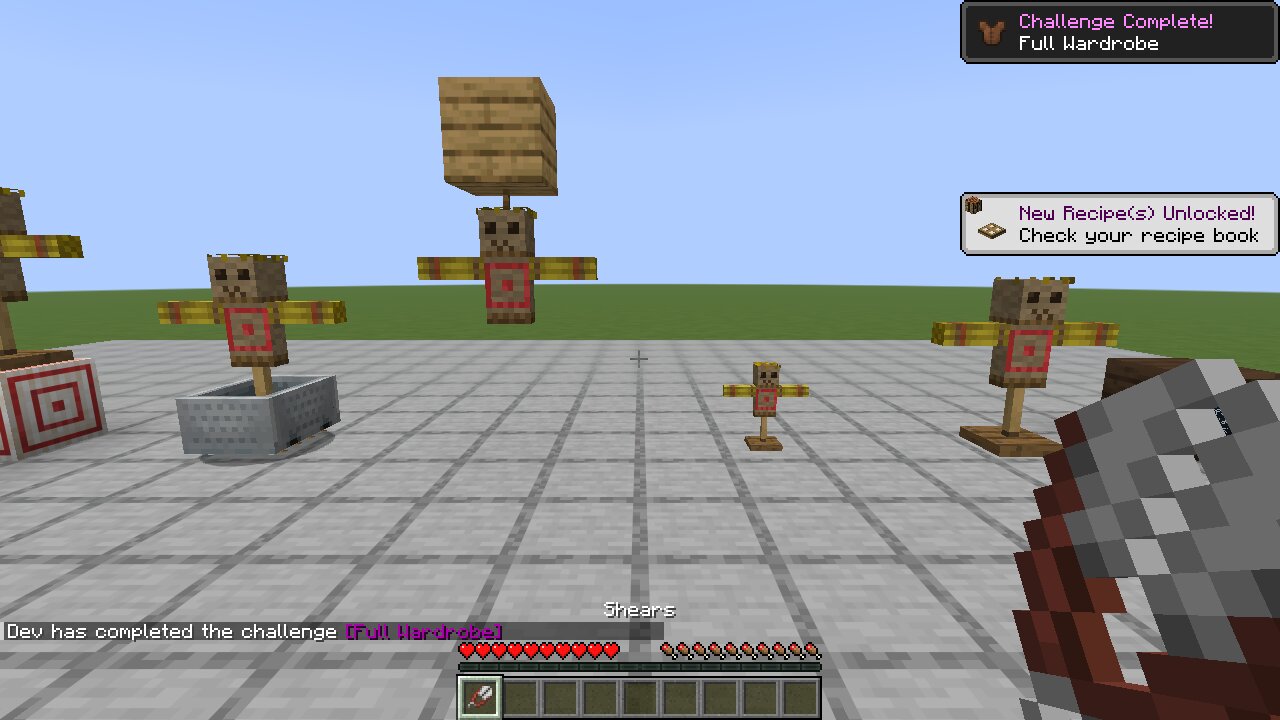 Challenge Complete!
Full Wardrobe
New Recipe(s) Unlocked!
Check your recipe book
Shears
Dev has completed the challenge [Full Wardrobe]